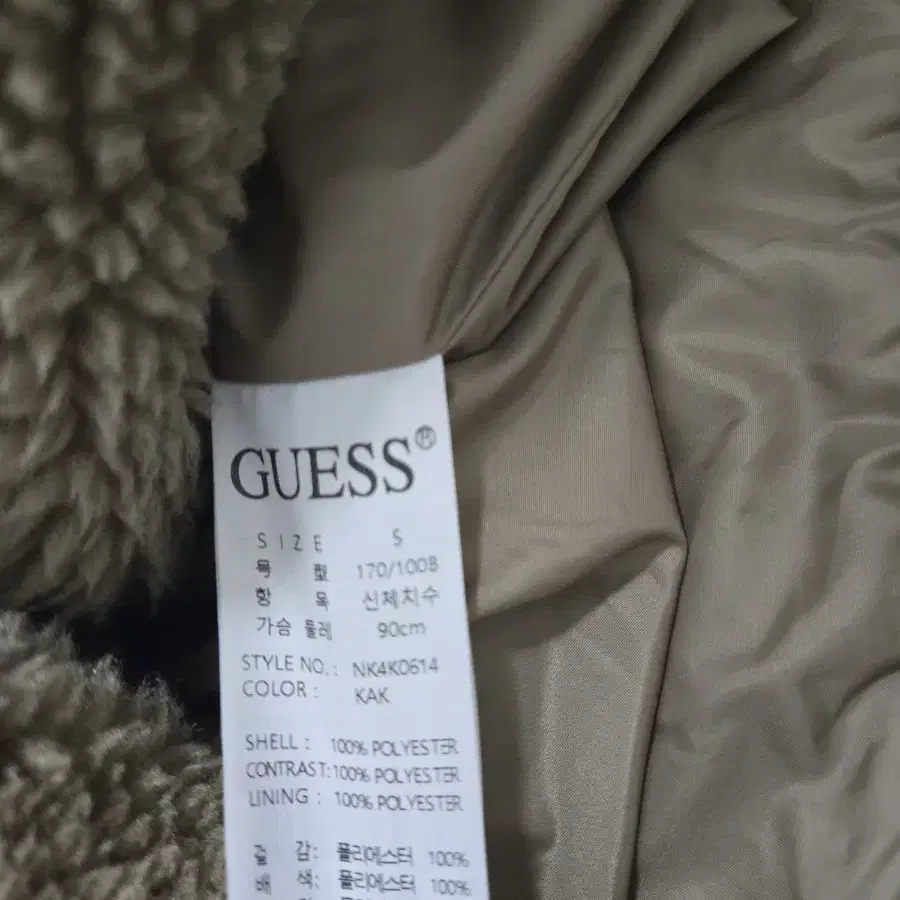 GUESS®
SIZE S
호 型 170/100B
항 목 신체치수
가슴 둘레 90cm
STYLE NO.: NK4K0614
COLOR : KAK
SHELL : 100% POLYESTER
CONTRAST:100% POLYESTER
LINING : 100% POLYESTER
겉 감: 폴리에스터 100%
배 색: 폴리에스터 100%